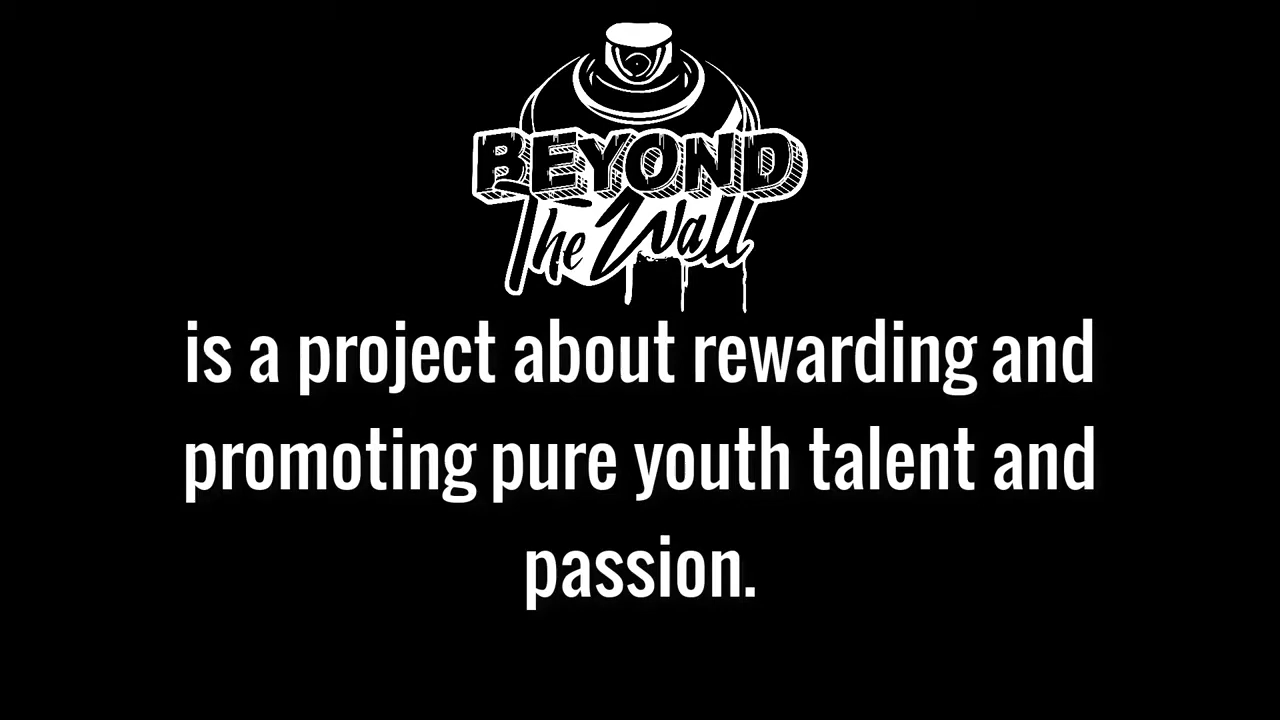 BEYOND
The Wall
is a project about rewarding and
promoting pure youth talent and
passion.